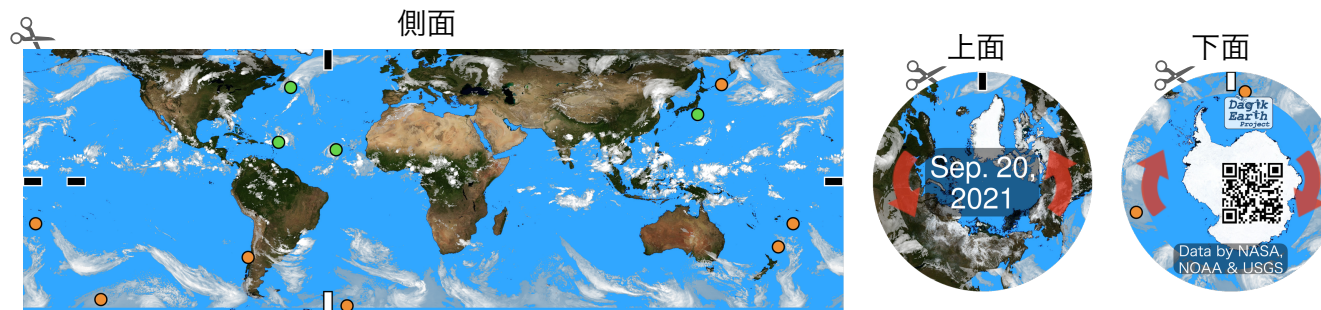 側面
上面
下面
Sep. 20,
2021
Dagik
Earth
Project
Data by NASA,
NOAA & USGS